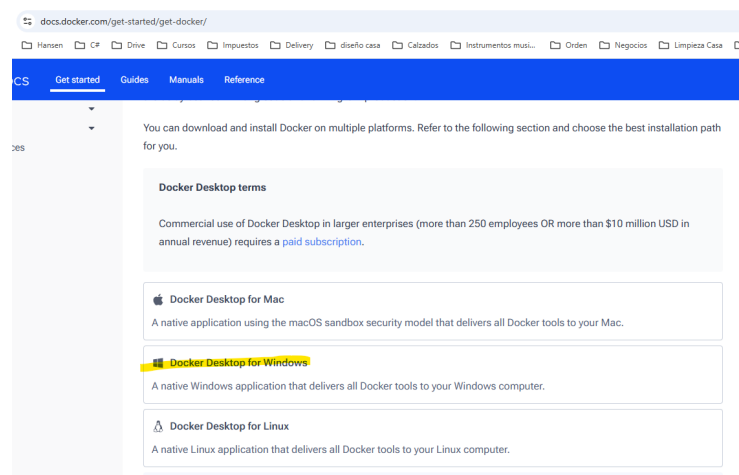 docs.docker.com/get-started/get-docker/
Hansen C# Drive Cursos Impuestos Delivery diseño casa Calzados Instrumentos musi... Orden Negocios Limpieza Casa
CS Get started Guides Manuals Reference
You can download and install Docker on multiple platforms. Refer to the following section and choose the best installation path
for you.
ces
Docker Desktop terms
Commercial use of Docker Desktop in larger enterprises (more than 250 employees OR more than $10 million USD in
annual revenue) requires a paid subscription.
Docker Desktop for Mac
A native application using the macOS sandbox security model that delivers all Docker tools to your Mac.
Docker Desktop for Windows
A native Windows application that delivers all Docker tools to your Windows computer.
Docker Desktop for Linux
A native Linux application that delivers all Docker tools to your Linux computer.